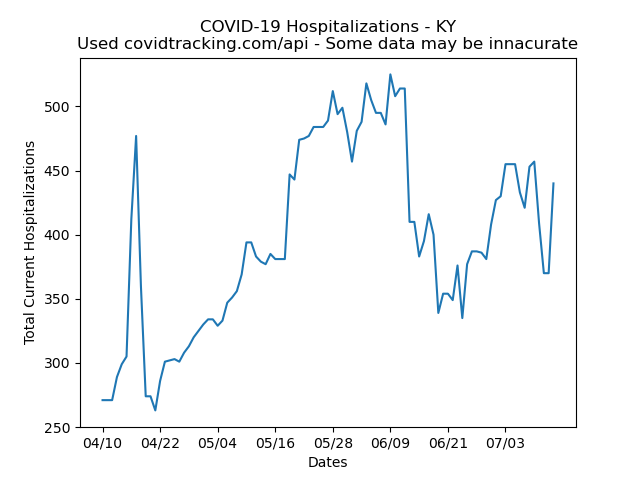 COVID-19 Hospitalizations - KY
Used covidtracking.com/api - Some data may be innacurate
Total Current Hospitalizations
500
450
400
350
300
250
04/10 04/22 05/04 05/16 05/28 06/09 06/21 07/03
Dates